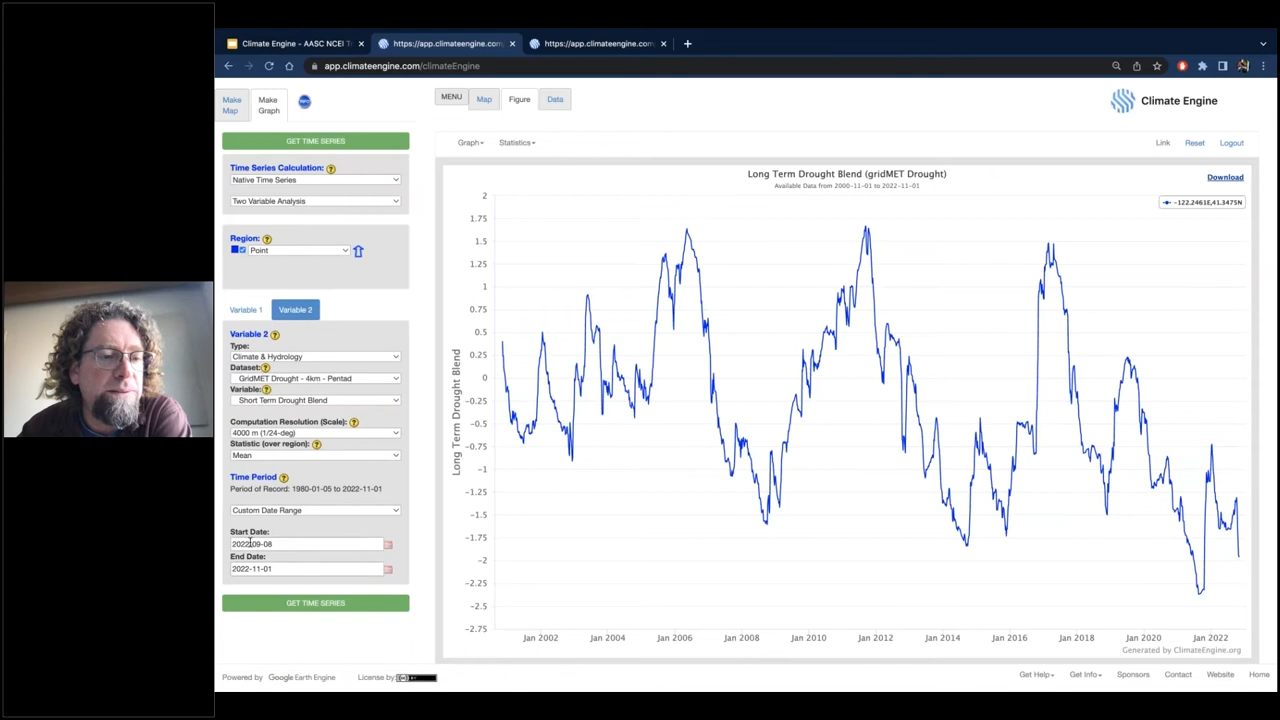 Climate Engine - AASC NCEI T
https://app.climateengine.com
https://app.climateengine.com
app.climateengine.com/climateEngine
Make Map
Make Graph
MENU
Map
Figure
Data
Climate Engine
GET TIME SERIES
Graph
Statistics
Link
Reset
Logout
Time Series Calculation:
Native Time Series
Two Variable Analysis
Region:
Point
Variable 1
Variable 2
Variable 2
Type:
Climate & Hydrology
Dataset:
GridMET Drought - 4km - Pentad
Variable:
Short Term Drought Blend
Computation Resolution (Scale):
4000 m (1/24-deg)
Statistic (over region):
Mean
Time Period
Period of Record: 1980-01-05 to 2022-11-01
Custom Date Range
Start Date:
2022-09-08
End Date:
2022-11-01
GET TIME SERIES
Long Term Drought Blend (gridMET Drought)
Available Data from 2000-11-01 to 2022-11-01
Download
-122.2461E,41.3475N
Long Term Drought Blend
2
1.75
1.5
1.25
1
0.75
0.5
0.25
0
−0.25
−0.5
−0.75
−1
−1.25
−1.5
−1.75
−2
−2.25
−2.5
−2.75
Jan 2002
Jan 2004
Jan 2006
Jan 2008
Jan 2010
Jan 2012
Jan 2014
Jan 2016
Jan 2018
Jan 2020
Jan 2022
Generated by ClimateEngine.org
Powered by Google Earth Engine
License by:
Get Help
Get Info
Sponsors
Contact
Website
Home